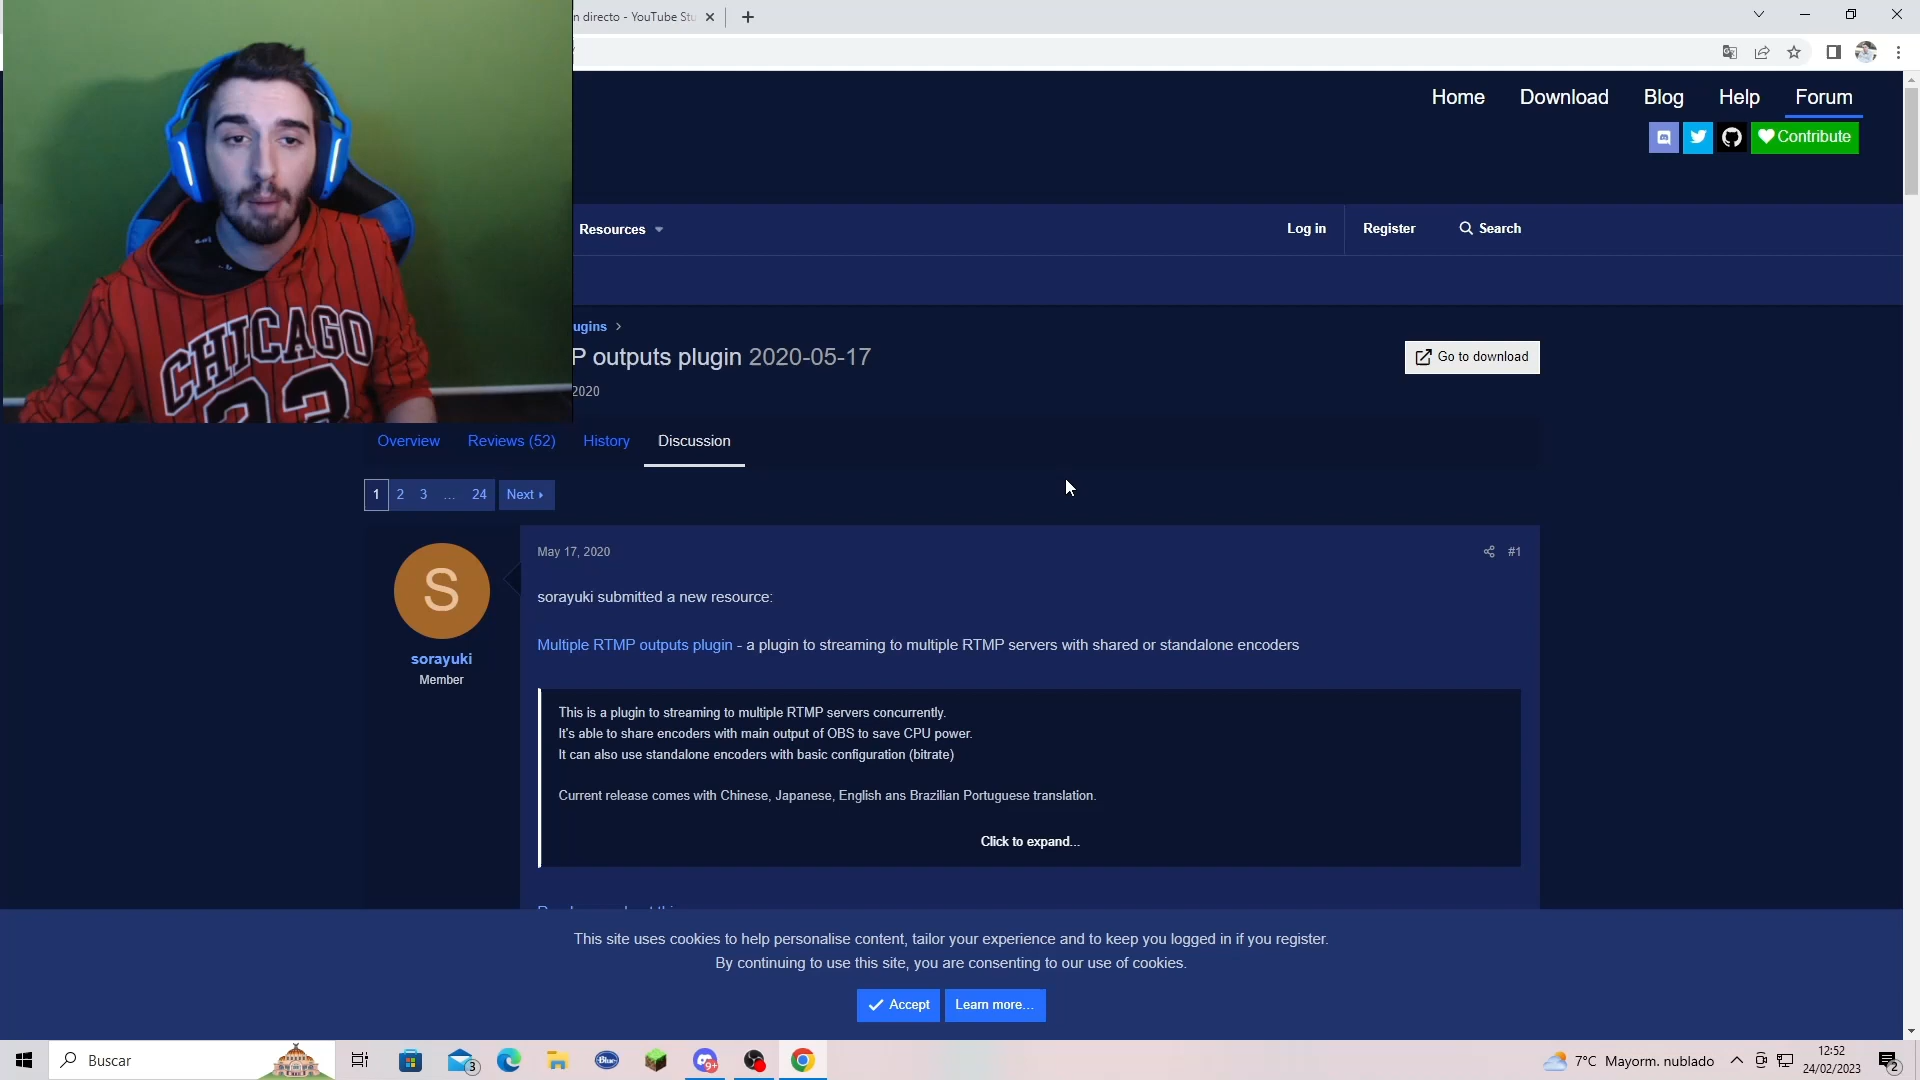 n directo - YouTube Stu
Home Download Blog Help Forum
Contribute
Resources
Log in Register Search
ugins
P outputs plugin 2020-05-17
Go to download
2020
CHICAGO
23
Overview Reviews (52) History Discussion
1 2 3 ... 24 Next
May 17, 2020 #1
S
sorayuki
Member
sorayuki submitted a new resource:
Multiple RTMP outputs plugin - a plugin to streaming to multiple RTMP servers with shared or standalone encoders
This is a plugin to streaming to multiple RTMP servers concurrently.
It's able to share encoders with main output of OBS to save CPU power.
It can also use standalone encoders with basic configuration (bitrate)
Current release comes with Chinese, Japanese, English ans Brazilian Portuguese translation.
Click to expand...
This site uses cookies to help personalise content, tailor your experience and to keep you logged in if you register.
By continuing to use this site, you are consenting to our use of cookies.
Accept Learn more...
Buscar
3
Blue
9+
7°C Mayorm. nublado
12:52
24/02/2023
2